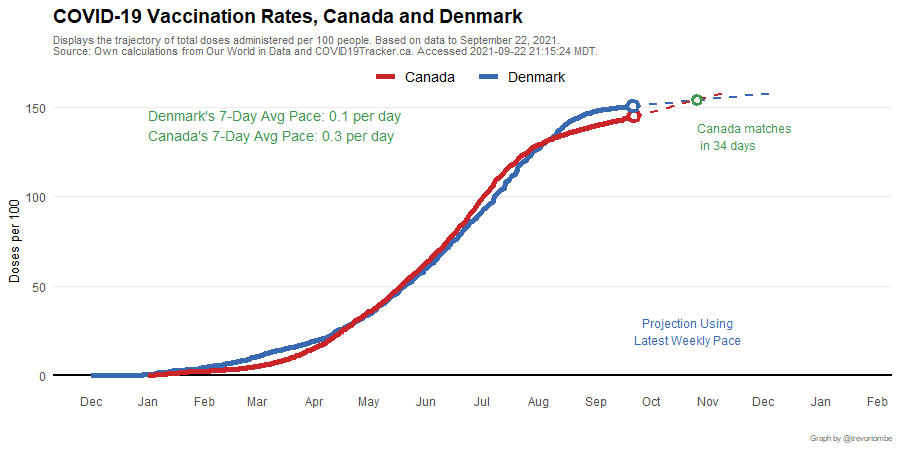 COVID-19 Vaccination Rates, Canada and Denmark
Displays the trajectory of total doses administered per 100 people. Based on data to September 22, 2021.
Source: Own calculations from Our World in Data and COVID19Tracker.ca. Accessed 2021-09-22 21:15:24 MDT.
Canada Denmark
Denmark's 7-Day Avg Pace: 0.1 per day
Canada's 7-Day Avg Pace: 0.3 per day
Canada matches
in 34 days
Projection Using
Latest Weekly Pace
Doses per 100
150
100
50
0
Dec Jan Feb Mar Apr May Jun Jul Aug Sep Oct Nov Dec Jan Feb
Graph by @trevortombe